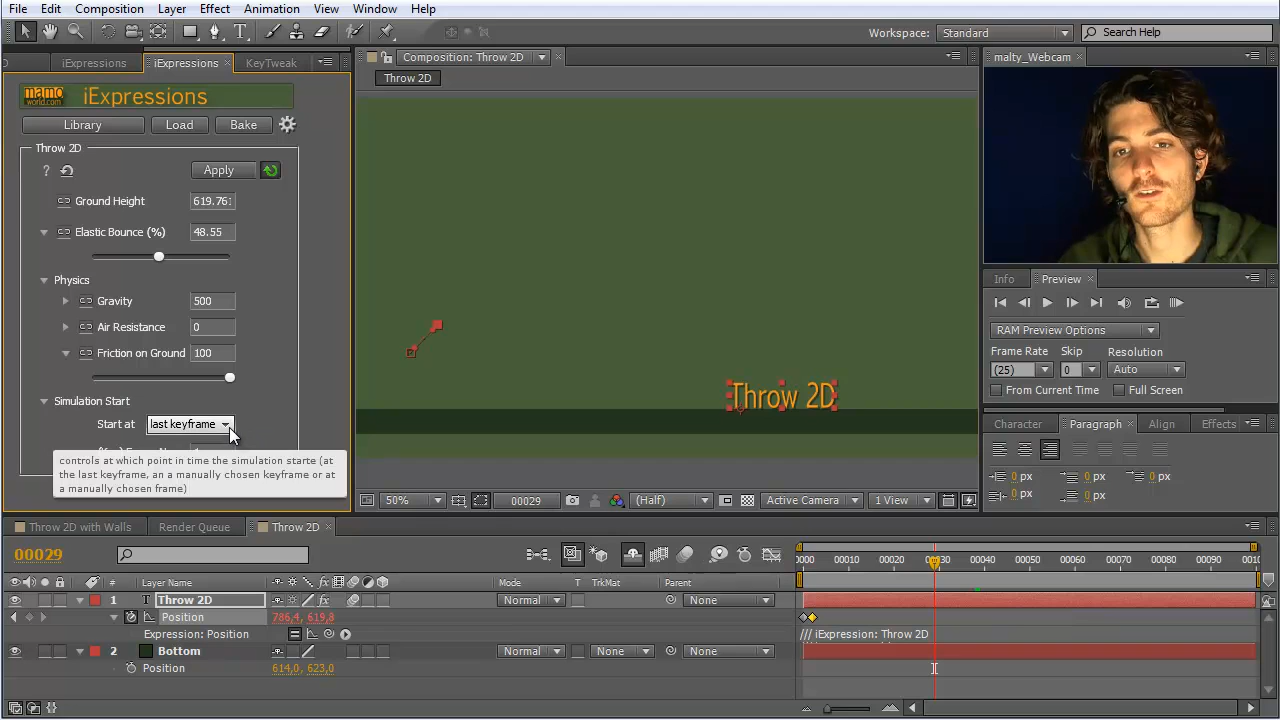 File Edit Composition Layer Effect Animation View Window Help
Workspace: Standard Search Help
iExpressions iExpressions × KeyTweak
Composition: Throw 2D ×
malty_Webcam ×
Throw 2D
mamo world.com iExpressions
Library Load Bake
Throw 2D
? Apply
Ground Height 619.761
Elastic Bounce (%) 48.55
Physics
Gravity 500
Air Resistance 0
Friction on Ground 100
Simulation Start
Start at last keyframe
controls at which point in time the simulation starte (at
the last keyframe, an a manually chosen keyframe or at
a manually chosen frame)
Throw 2D
50% 00029 (Half) Active Camera 1 View
Info Preview ×
RAM Preview Options
Frame Rate Skip Resolution
(25) 0 Auto
From Current Time Full Screen
Character Paragraph × Align Effects
0 px 0 px 0 px
0 px 0 px
Throw 2D with Walls Render Queue Throw 2D ×
00029
0000 00010 00020 00030 00040 00050 00060 00070 00080 00090 0010
# Layer Name Mode T TrkMat Parent
1 T Throw 2D Normal None
Position 786,4, 619,8
Expression: Position /// iExpression: Throw 2D
2 Bottom Normal None None
Position 614,0, 623,0